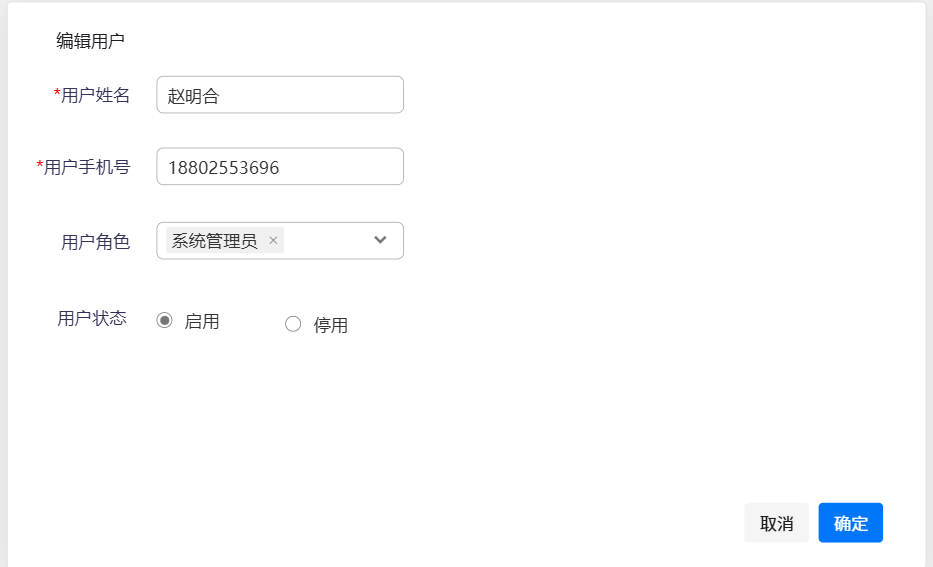 编辑用户
*用户姓名 赵明合
*用户手机号 18802553696
用户角色 系统管理员 ×
用户状态 启用 停用
取消 确定